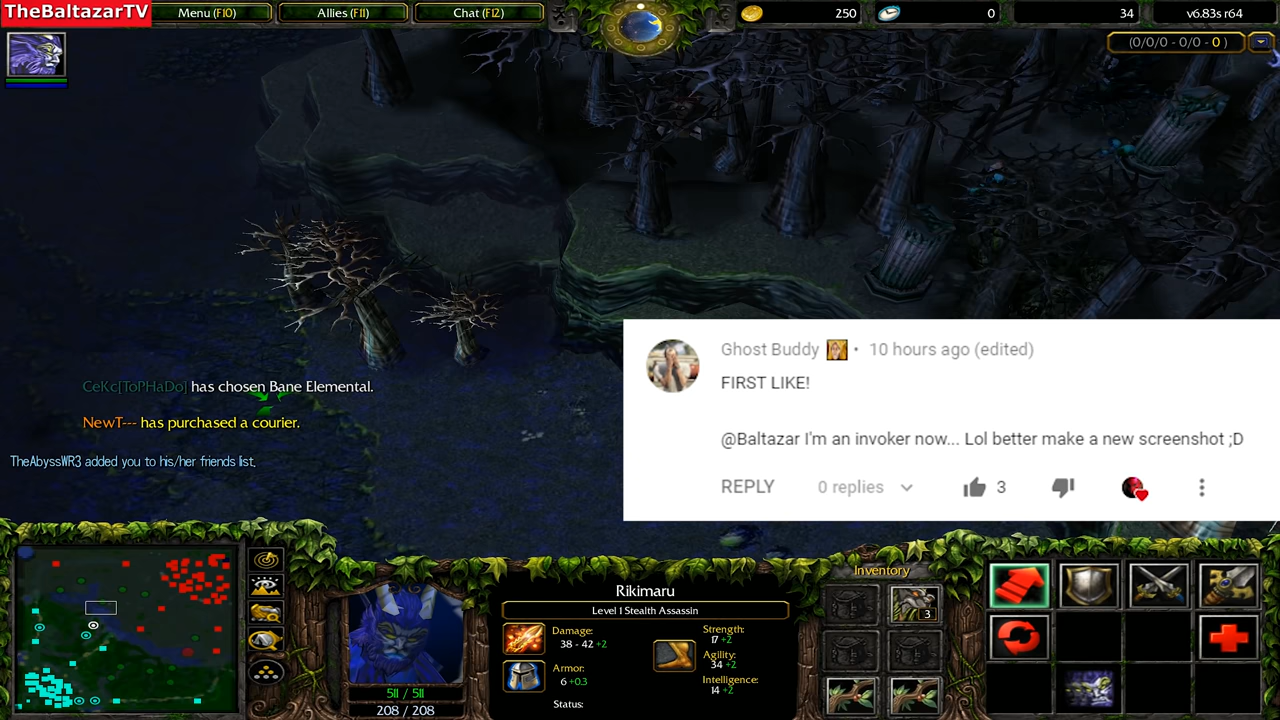 TheBaltazarTV
Menu (F10)
Allies (F11)
Chat (F12)
250
0
34
v6.83s r64
(0/0/0 - 0/0 - 0 )
Ghost Buddy • 10 hours ago (edited)
FIRST LIKE!
@Baltazar I'm an invoker now... Lol better make a new screenshot ;D
REPLY 0 replies 3
CeKc[ToPHaDo] has chosen Bane Elemental.
NewT--- has purchased a courier.
TheAbyssWR3 added you to his/her friends list.
511 / 511
208 / 208
Rikimaru
Level 1 Stealth Assassin
Damage:
38 - 42 +2
Armor:
6 +0.3
Status:
Strength:
17 +2
Agility:
34 +2
Intelligence:
14 +2
Inventory
3